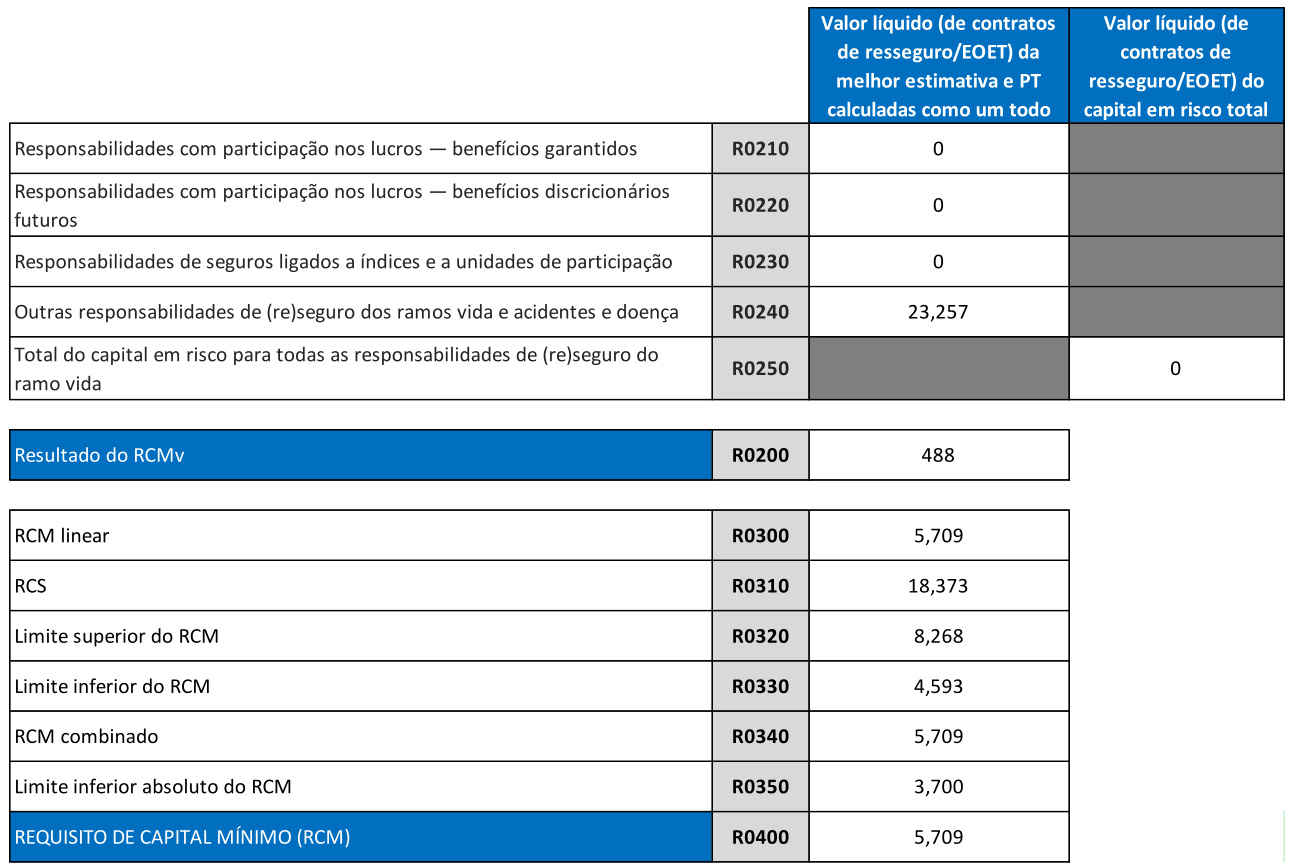 Valor líquido (de contratos
de resseguro/EOET) da
melhor estimativa e PT
calculadas como um todo
Valor líquido (de
contratos de
resseguro/EOET) do
capital em risco total
Responsabilidades com participação nos lucros — benefícios garantidos R0210 0
Responsabilidades com participação nos lucros — benefícios discricionários
futuros R0220 0
Responsabilidades de seguros ligados a índices e a unidades de participação R0230 0
Outras responsabilidades de (re)seguro dos ramos vida e acidentes e doença R0240 23,257
Total do capital em risco para todas as responsabilidades de (re)seguro do
ramo vida R0250 0
Resultado do RCMv R0200 488
RCM linear R0300 5,709
RCS R0310 18,373
Limite superior do RCM R0320 8,268
Limite inferior do RCM R0330 4,593
RCM combinado R0340 5,709
Limite inferior absoluto do RCM R0350 3,700
REQUISITO DE CAPITAL MÍNIMO (RCM) R0400 5,709